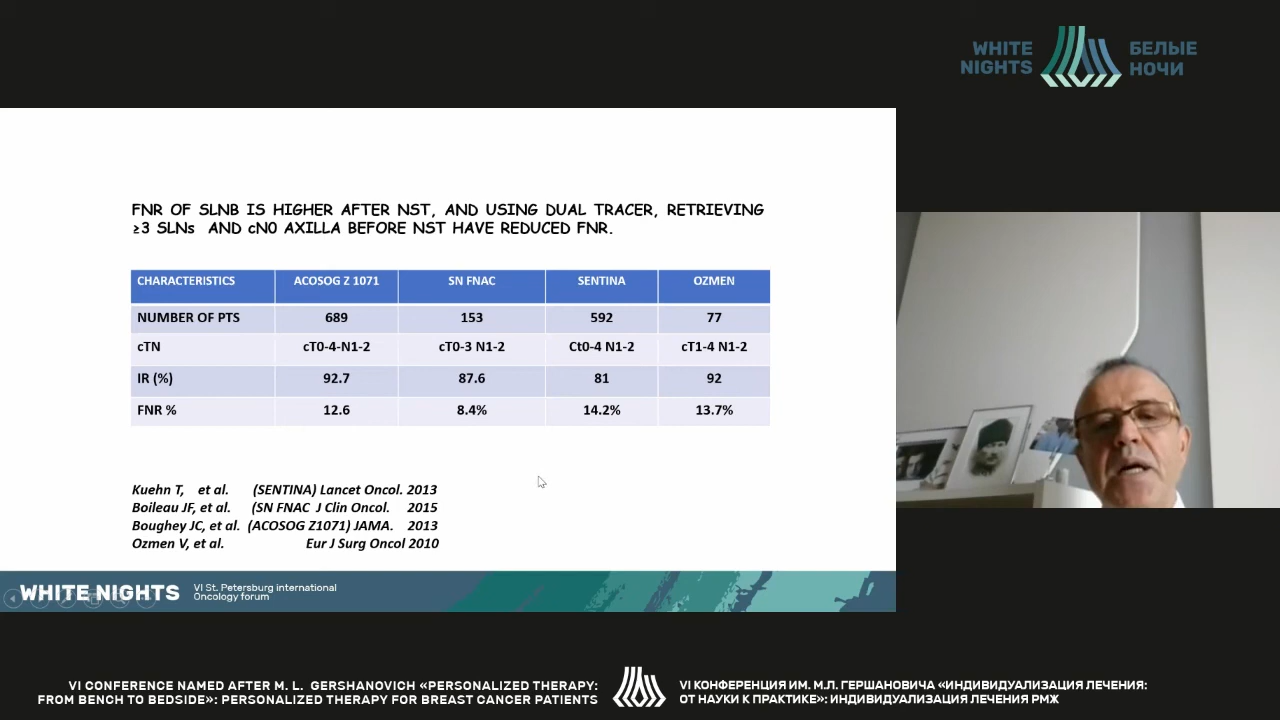 WHITE
NIGHTS
БЕЛЫЕ
НОЧИ
FNR OF SLNB IS HIGHER AFTER NST, AND USING DUAL TRACER, RETRIEVING
≥3 SLNs AND cN0 AXILLA BEFORE NST HAVE REDUCED FNR.
CHARACTERISTICS ACOSOG Z 1071 SN FNAC SENTINA OZMEN
NUMBER OF PTS 689 153 592 77
cTN cT0-4-N1-2 cT0-3 N1-2 Ct0-4 N1-2 cT1-4 N1-2
IR (%) 92.7 87.6 81 92
FNR % 12.6 8.4% 14.2% 13.7%
Kuehn T, et al. (SENTINA) Lancet Oncol. 2013
Boileau JF, et al. (SN FNAC J Clin Oncol. 2015
Boughey JC, et al. (ACOSOG Z1071) JAMA. 2013
Ozmen V, et al. Eur J Surg Oncol 2010
WHITE NIGHTS
VI St. Petersburg international
Oncology forum
VI CONFERENCE NAMED AFTER M. L. GERSHANOVICH «PERSONALIZED THERAPY:
FROM BENCH TO BEDSIDE»: PERSONALIZED THERAPY FOR BREAST CANCER PATIENTS
VI КОНФЕРЕНЦИЯ ИМ. М.Л. ГЕРШАНОВИЧА «ИНДИВИДУАЛИЗАЦИЯ ЛЕЧЕНИЯ:
ОТ НАУКИ К ПРАКТИКЕ»: ИНДИВИДУАЛИЗАЦИЯ ЛЕЧЕНИЯ РМЖ